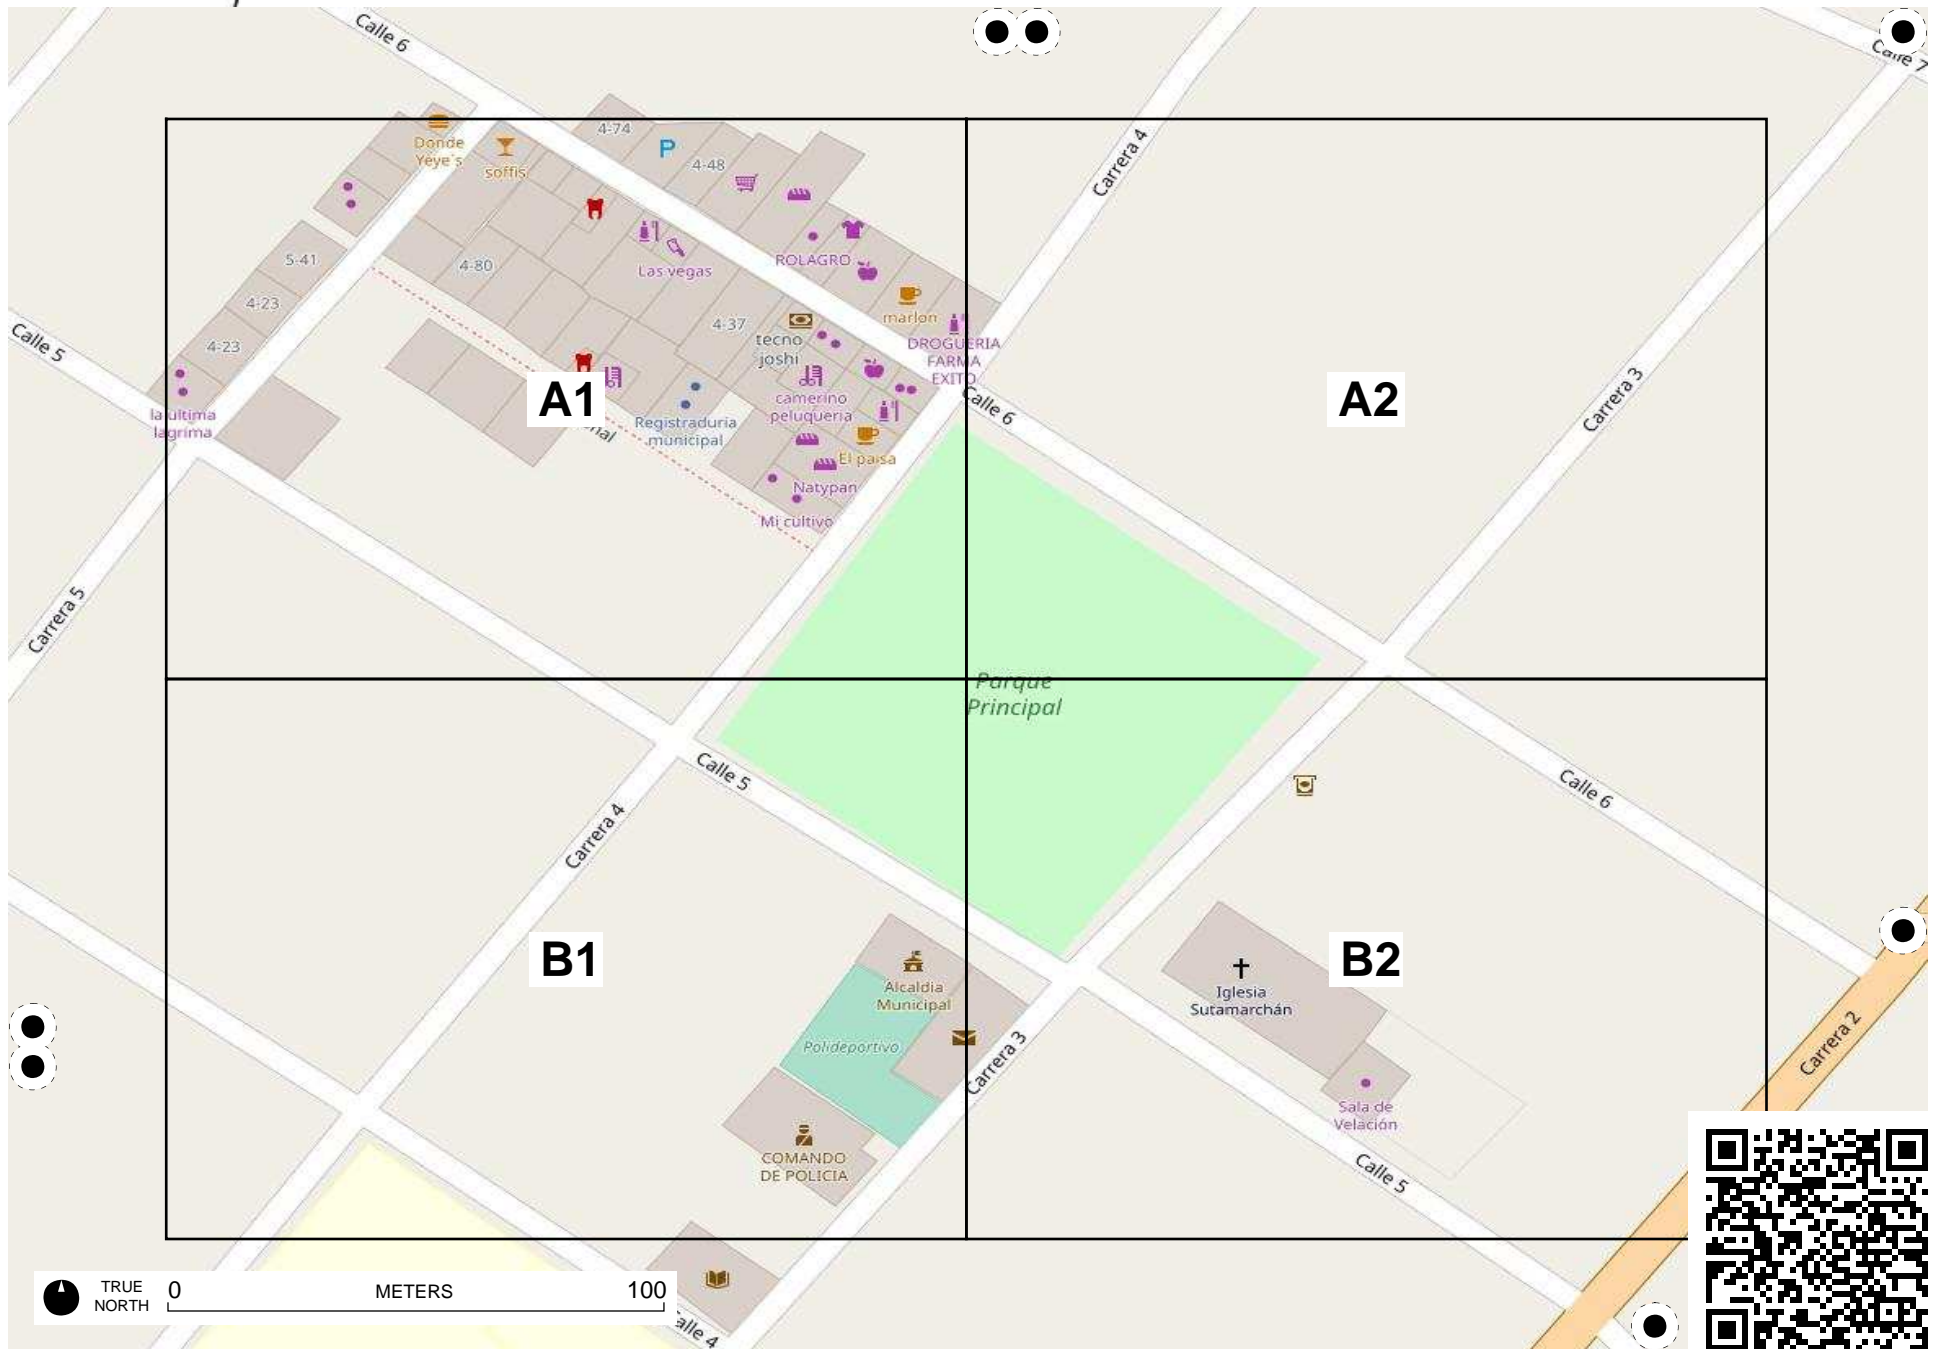 Calle 6
Calle 7
4-74
P
Carrera 4
Donde
Yeye´s
soffis
4-48
5-41
4-80
Las vegas
ROLAGRO
4-23
marlon
4-37
tecno
joshi
DROGUERIA
FARMA
EXITO
Calle 5
4-23
A1
A2
Carrera 3
camerino
peluqueria
Calle 6
la ultima
lagrima
Registraduria
municipal
El paisa
Natypan
Mi cultivo
Carrera 5
Parque
Principal
Calle 5
Calle 6
Carrera 4
B1
B2
Alcaldia
Municipal
Iglesia
Sutamarchán
Polideportivo
Carrera 3
Carrera 2
Sala de
Velación
COMANDO
DE POLICIA
Calle 5
TRUE
NORTH
0
METERS
100
Calle 4